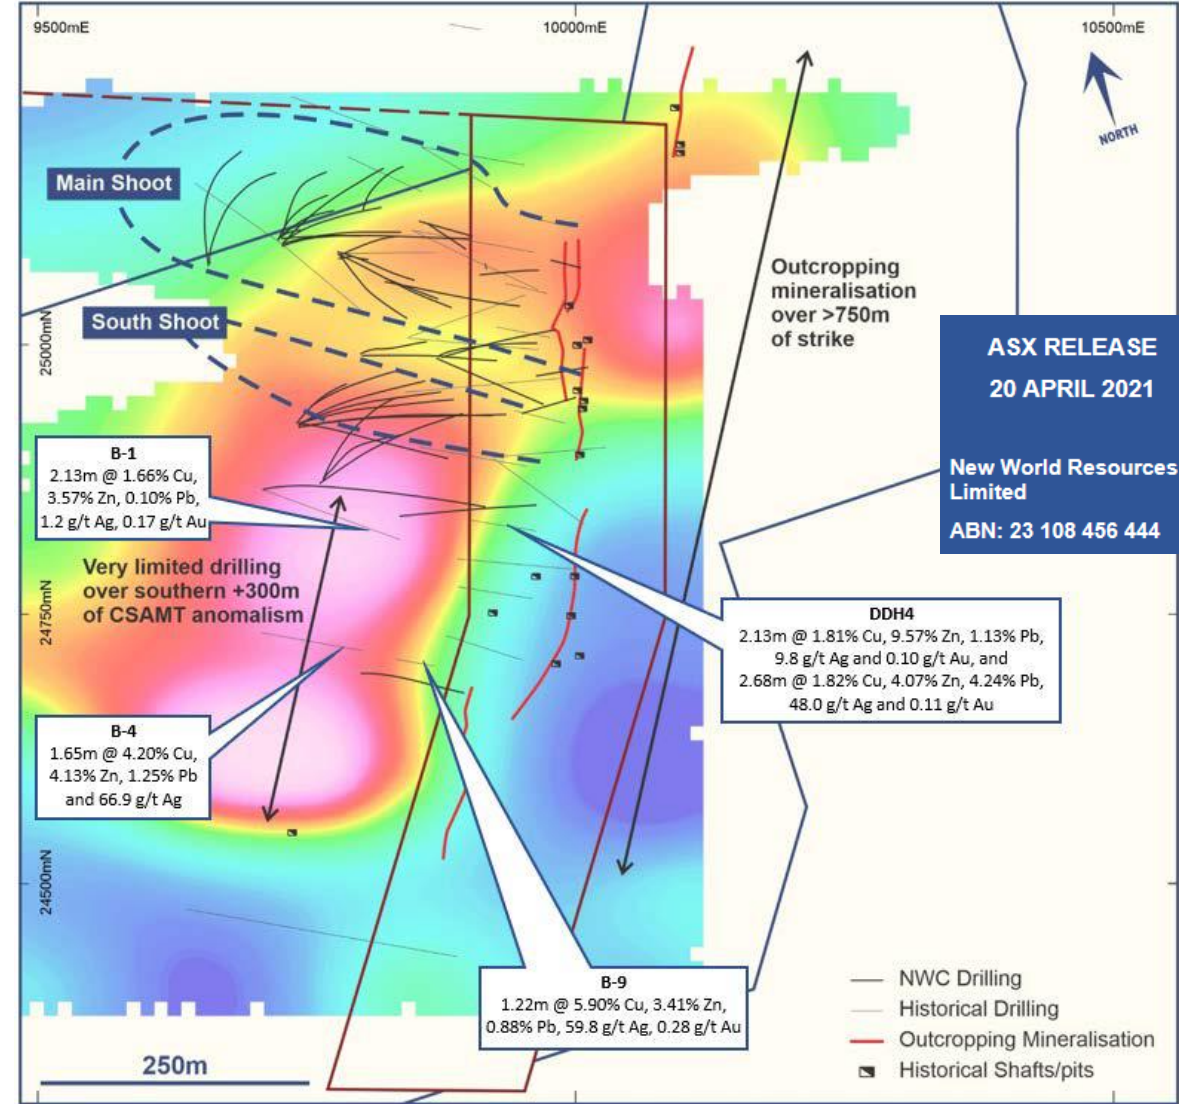 9500mE
10000mE
10500mE
NORTH
Main Shoot
South Shoot
25000mN
24750mN
24500mN
Outcropping
mineralisation
over >750m
of strike
ASX RELEASE
20 APRIL 2021
New World Resources
Limited
ABN: 23 108 456 444
B-1
2.13m @ 1.66% Cu,
3.57% Zn, 0.10% Pb,
1.2 g/t Ag, 0.17 g/t Au
Very limited drilling
over southern +300m
of CSAMT anomalism
DDH4
2.13m @ 1.81% Cu, 9.57% Zn, 1.13% Pb,
9.8 g/t Ag and 0.10 g/t Au, and
2.68m @ 1.82% Cu, 4.07% Zn, 4.24% Pb,
48.0 g/t Ag and 0.11 g/t Au
B-4
1.65m @ 4.20% Cu,
4.13% Zn, 1.25% Pb
and 66.9 g/t Ag
B-9
1.22m @ 5.90% Cu, 3.41% Zn,
0.88% Pb, 59.8 g/t Ag, 0.28 g/t Au
NWC Drilling
Historical Drilling
Outcropping Mineralisation
Historical Shafts/pits
250m